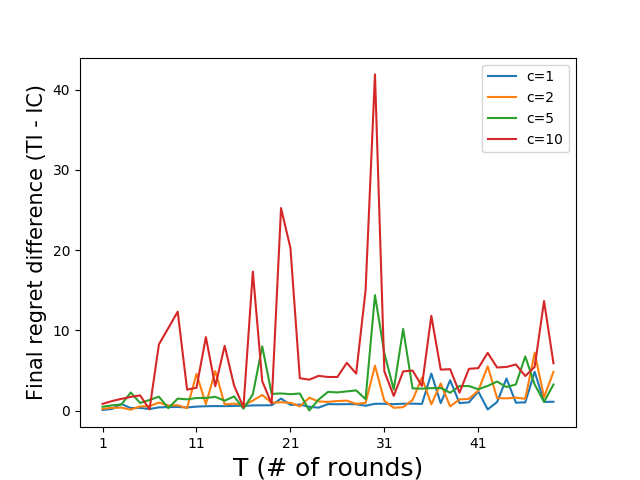 Final regret difference (TI - IC)
40
30
20
10
0
c=1
c=2
c=5
c=10
1
11
21
31
41
T (# of rounds)